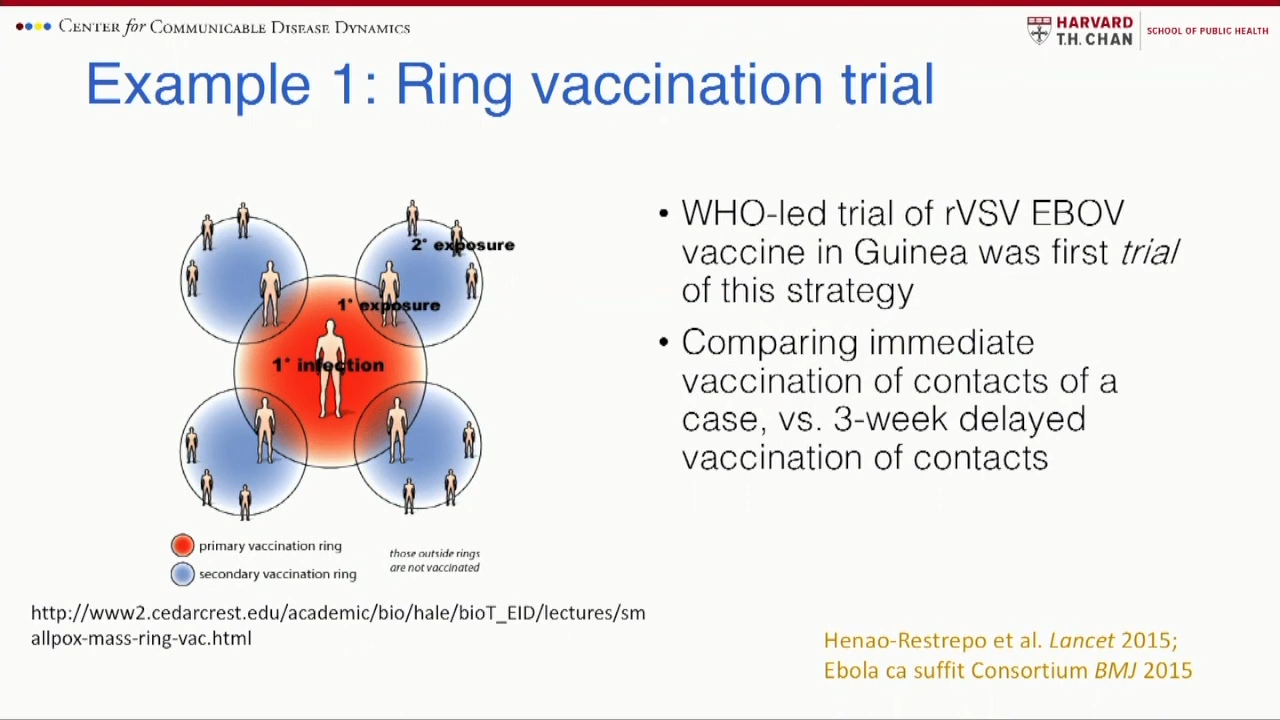 CENTER for COMMUNICABLE DISEASE DYNAMICS
HARVARD
T.H. CHAN
SCHOOL OF PUBLIC HEALTH
Example 1: Ring vaccination trial
2° exposure
1° exposure
1° infection
primary vaccination ring
secondary vaccination ring
those outside rings
are not vaccinated
http://www2.cedarcrest.edu/academic/bio/hale/bioT_EID/lectures/sm
allpox-mass-ring-vac.html
• WHO-led trial of rVSV EBOV
vaccine in Guinea was first trial
of this strategy
• Comparing immediate
vaccination of contacts of a
case, vs. 3-week delayed
vaccination of contacts
Henao-Restrepo et al. Lancet 2015;
Ebola ca suffit Consortium BMJ 2015